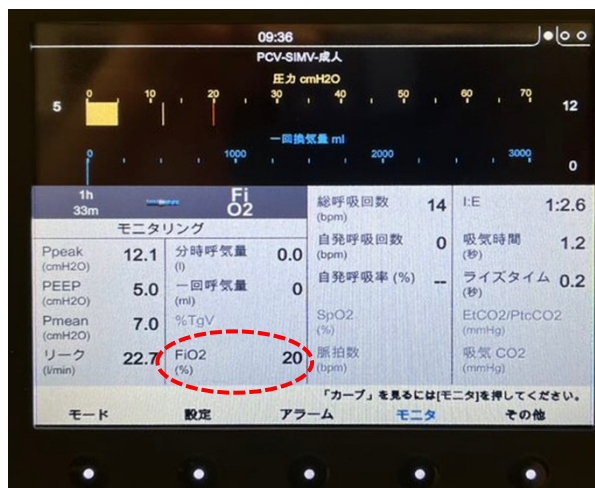 09:36
PCV-SIMV-成人
圧力 cmH2O
0 10 20 30 40 50 60 70
5 12
一回換気量 ml
0 1000 2000 3000
0
1h
33m
Fi
O2
モニタリング
Ppeak
(cmH2O)
12.1
分時呼気量
(l)
0.0
PEEP
(cmH2O)
5.0
一回呼気量
(ml)
0
Pmean
(cmH2O)
7.0
%TgV
リーク
(l/min)
22.7
FiO2
(%)
20
総呼吸回数
(bpm)
14
I:E
1:2.6
自発呼吸回数
(bpm)
0
吸気時間
(秒)
1.2
自発呼吸率 (%)
--
ライズタイム
(秒)
0.2
SpO2
(%)
EtCO2/PtcCO2
(mmHg)
脈拍数
(bpm)
吸気 CO2
(mmHg)
「カーブ」を見るには[モニタ]を押してください。
モード 設定 アラーム モニタ その他